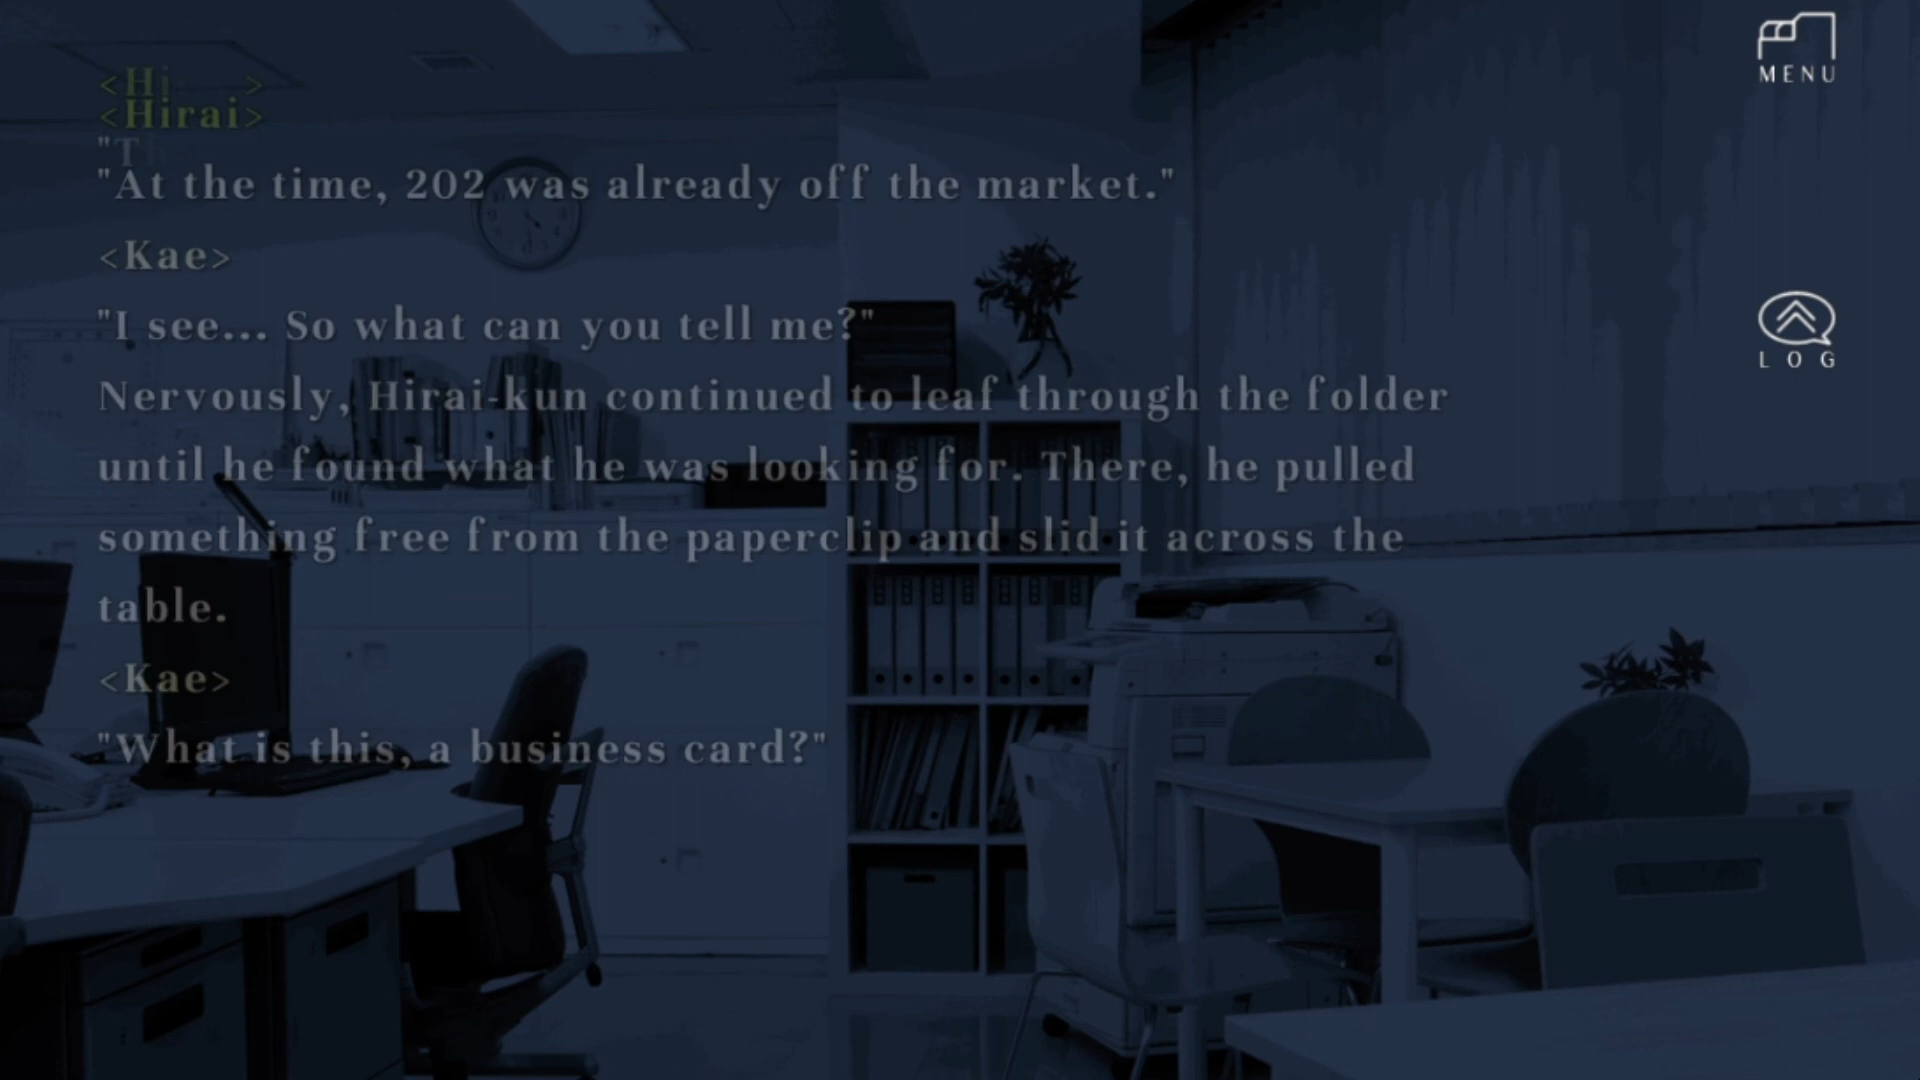 MENU
<Hi >
<Hirai>
"T
"At the time, 202 was already off the market."
<Kae>
"I see... So what can you tell me?"
LOG
Nervously, Hirai-kun continued to leaf through the folder
until he found what he was looking for. There, he pulled
something free from the paperclip and slid it across the
table.
<Kae>
"What is this, a business card?"